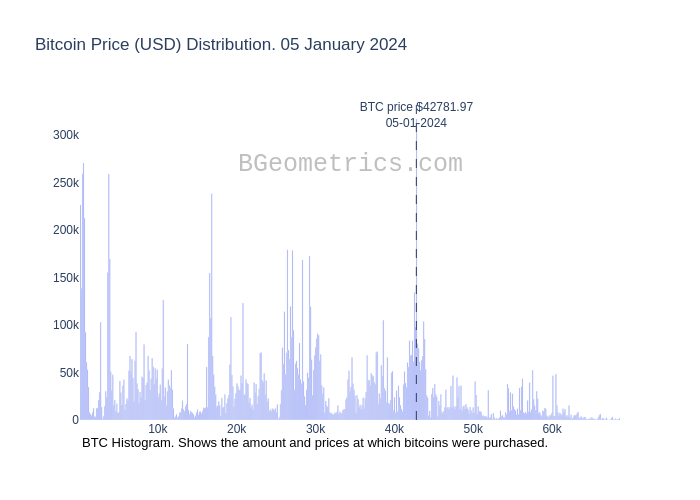 Bitcoin Price (USD) Distribution. 05 January 2024
BTC price $42781.97
05-01-2024
300k
BGeometrics.com
250k
200k
150k
100k
50k
0
10k 20k 30k 40k 50k 60k
BTC Histogram. Shows the amount and prices at which bitcoins were purchased.